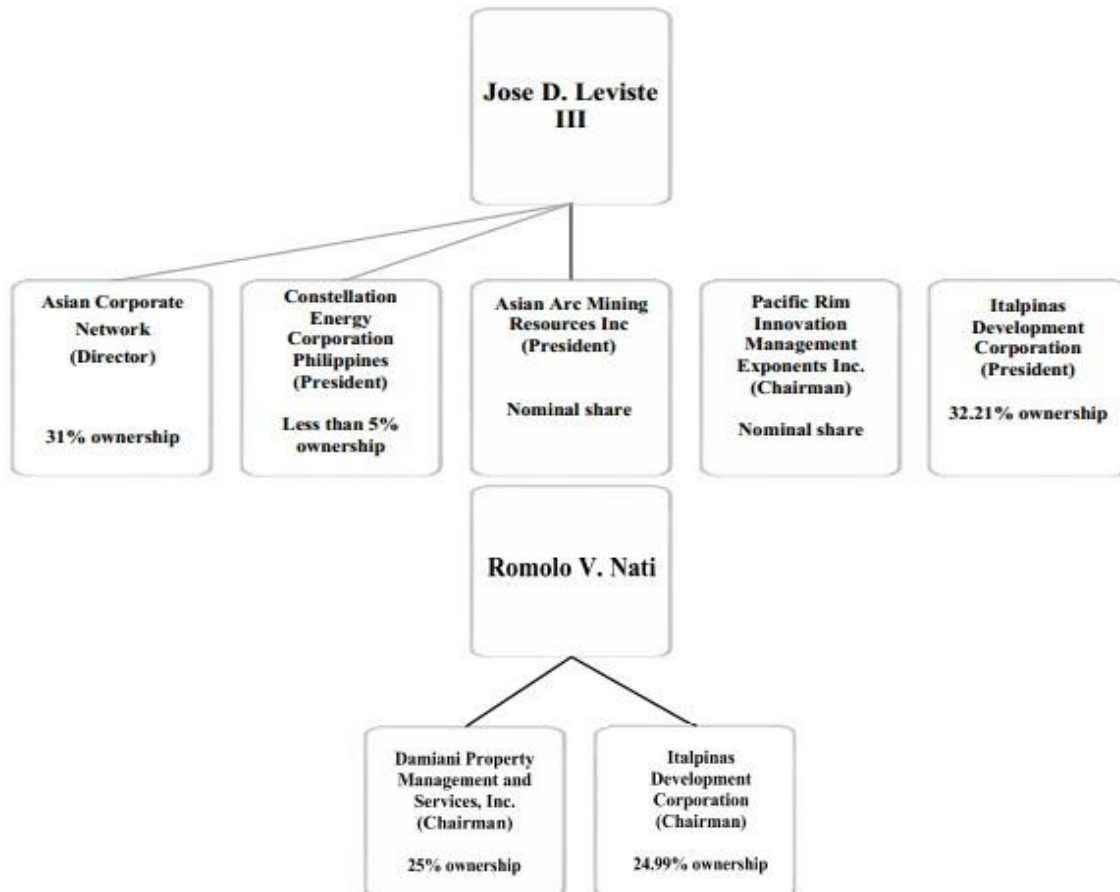 Jose D. Leviste
III
Asian Corporate
Network
(Director)
31% ownership
Constellation
Energy
Corporation
Philippines
(President)
Less than 5%
ownership
Asian Arc Mining
Resources Inc
(President)
Nominal share
Pacific Rim
Innovation
Management
Exponents Inc.
(Chairman)
Nominal share
Italpinas
Development
Corporation
(President)
32.21% ownership
Romolo V. Nati
Damiani Property
Management and
Services, Inc.
(Chairman)
25% ownership
Italpinas
Development
Corporation
(Chairman)
24.99% ownership